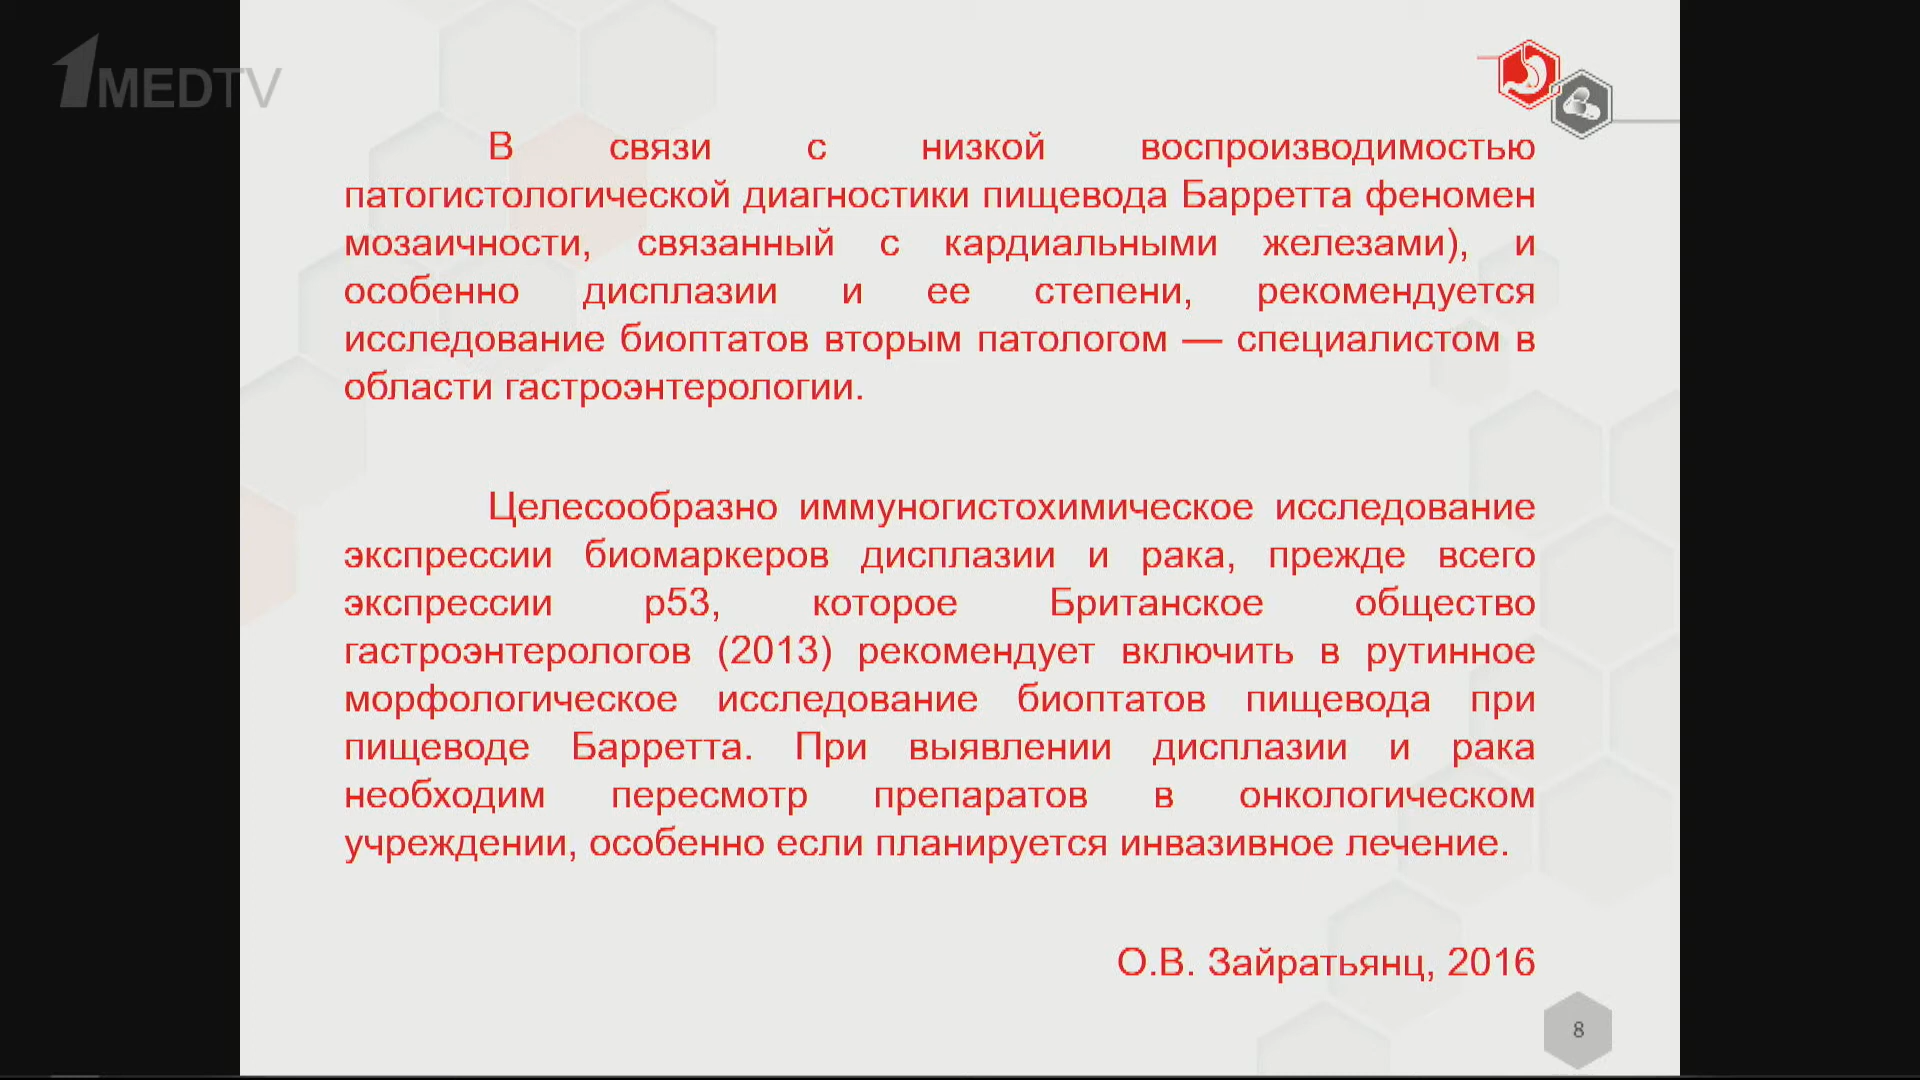 1MEDTV
В связи с низкой воспроизводимостью
патогистологической диагностики пищевода Барретта феномен
мозаичности, связанный с кардиальными железами), и
особенно дисплазии и ее степени, рекомендуется
исследование биоптатов вторым патологом — специалистом в
области гастроэнтерологии.
Целесообразно иммуногистохимическое исследование
экспрессии биомаркеров дисплазии и рака, прежде всего
экспрессии р53, которое Британское общество
гастроэнтерологов (2013) рекомендует включить в рутинное
морфологическое исследование биоптатов пищевода при
пищеводе Барретта. При выявлении дисплазии и рака
необходим пересмотр препаратов в онкологическом
учреждении, особенно если планируется инвазивное лечение.
О.В. Зайратьянц, 2016
8